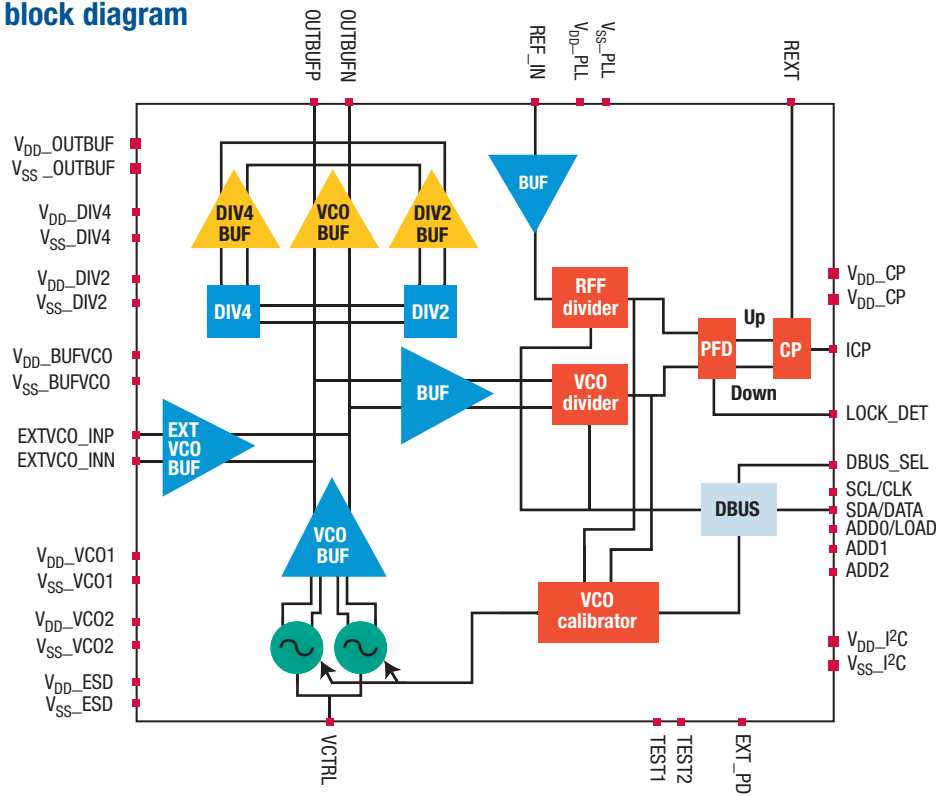 block diagram
OUTBUFP
OUTBUFN
REF_IN
VDD_PLL
VSS_PLL
REXT
VDD_OUTBUF
VSS _OUTBUF
VDD_DIV4
VSS_DIV4
VDD_DIV2
VSS_DIV2
VDD_BUFVCO
VSS_BUFVCO
EXTVCO_INP
EXTVCO_INN
VDD_VCO1
VSS_VCO1
VDD_VCO2
VSS_VCO2
VDD_ESD
VSS_ESD
DIV4
BUF
VCO
BUF
DIV2
BUF
BUF
DIV4
DIV2
RFF
divider
PFD
Up
Down
CP
BUF
VCO
divider
EXT
VCO
BUF
VCO
BUF
DBUS
VCO
calibrator
VDD_CP
VDD_CP
ICP
LOCK_DET
DBUS_SEL
SCL/CLK
SDA/DATA
ADD0/LOAD
ADD1
ADD2
VDD_I²C
VSS_I²C
VCTRL
TEST1
TEST2
EXT_PD